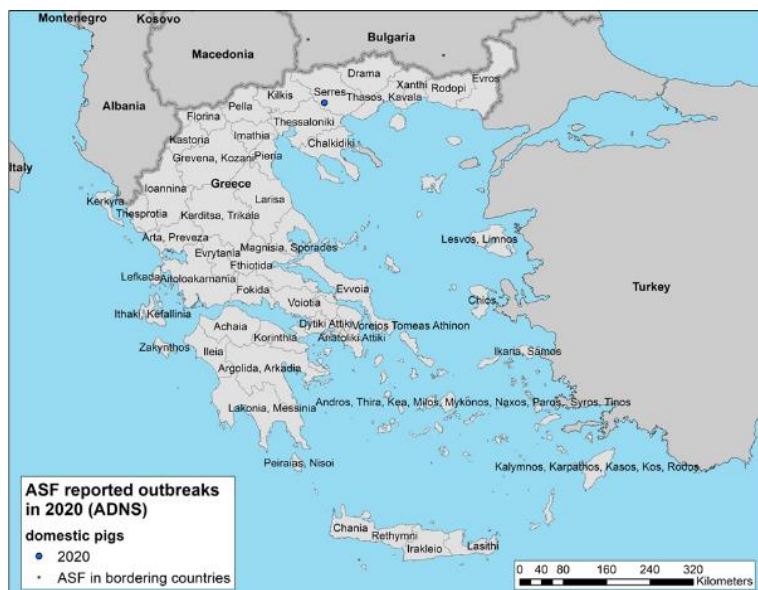 Montenegro
Kosovo
Bulgaria
Macedonia
Albania
Italy
Drama
Xanthi
Evros
Rodopi
Serres
Thasos, Kavala
Kilkis
Pella
Florina
Thessaloniki
Imathia
Kastoria
Chalkidiki
Grevena, Kozani
Pieria
Ioannina
Greece
Kerkyra
Larisa
Thesprotia
Karditsa, Trikala
Lesvos, Limnos
Arta, Preveza
Magnisia, Sporades
Evrytania
Fthiotida
Lefkada
Aitoloakarnania
Turkey
Fokida
Evvoia
Voiotia
Chios
Ithaki, Kefallinia
Achaia
Dytiki Attiki
Voreios Tomeas Athinon
Korinthia
Anatoliki Attiki
Zakynthos
Ileia
Ikaria, Samos
Argolida, Arkadia
Andros, Thira, Kea, Milos, Mykonos, Naxos, Paros, Syros, Tinos
Lakonia, Messinia
Peiraias, Nisoi
Kalymnos, Karpathos, Kasos, Kos, Rodos
Chania
Rethymni
Irakleio
Lasithi
ASF reported outbreaks
in 2020 (ADNS)
domestic pigs
2020
ASF in bordering countries
0 40 80 160 240 320
Kilometers